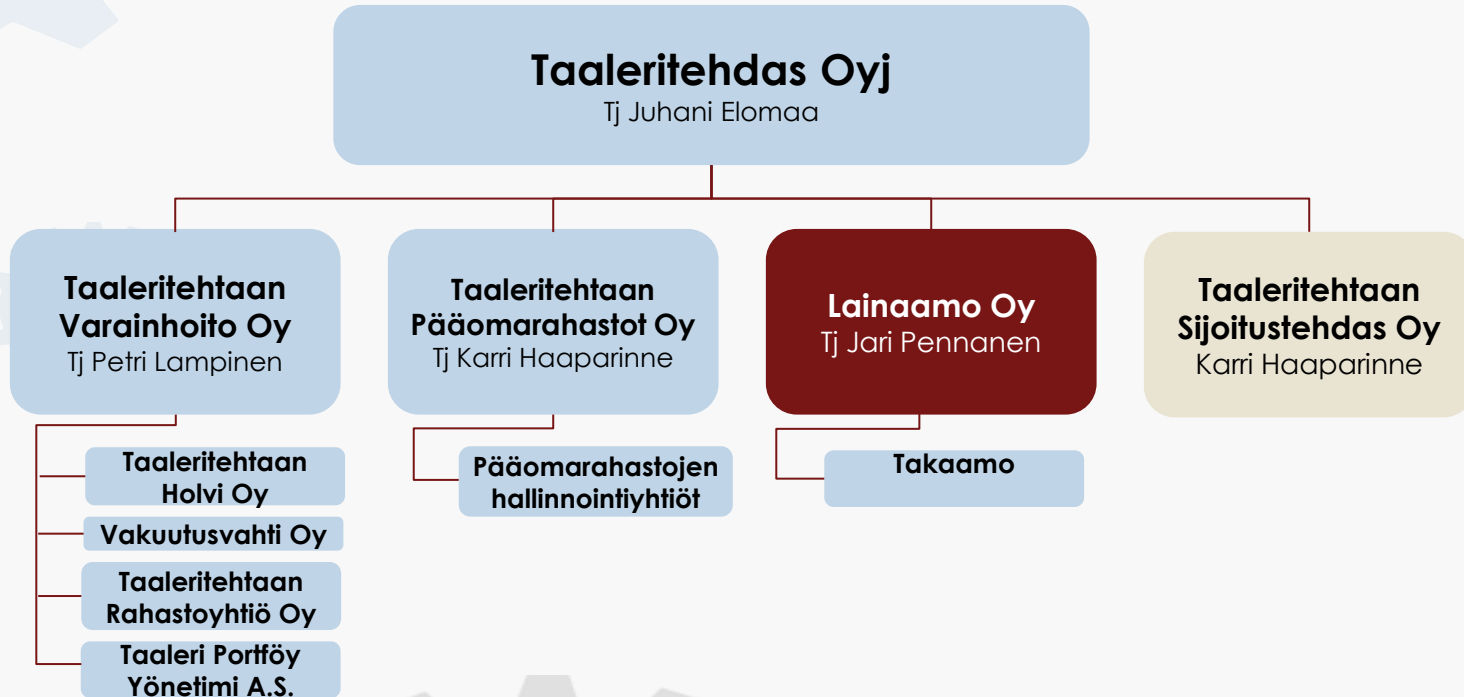 Taaleritehdas Oyj
Tj Juhani Elomaa
Taaleritehtaan
Varainhoito Oy
Tj Petri Lampinen
Taaleritehtaan
Pääomarahastot Oy
Tj Karri Haaparinne
Lainaamo Oy
Tj Jari Pennanen
Taaleritehtaan
Sijoitustehdas Oy
Karri Haaparinne
Taaleritehtaan
Holvi Oy
Vakuutusvahti Oy
Taaleritehtaan
Rahastoyhtiö Oy
Taaleri Portföy
Yönetimi A.S.
Pääomarahastojen
hallinnointiyhtiöt
Takaamo